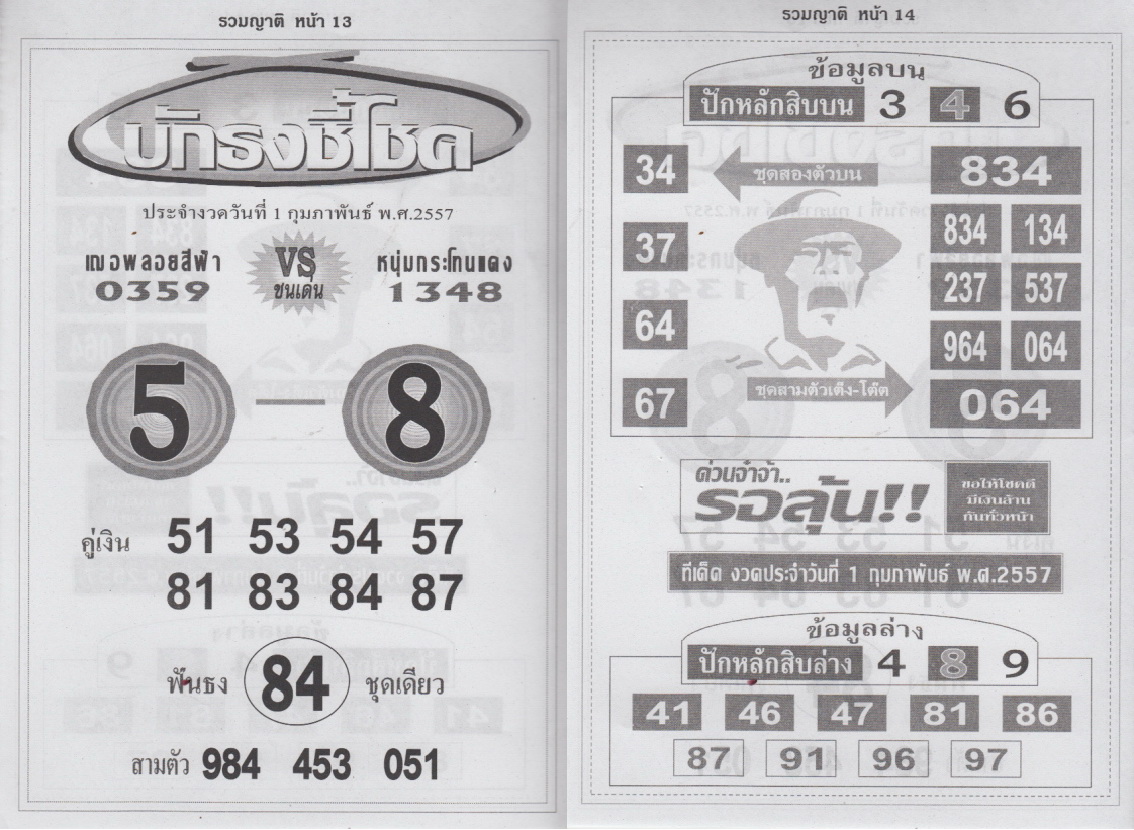 รวมญาติ หน้า 13
ปักธงชี้โชค
ประจำงวดวันที่ 1 กุมภาพันธ์ พ.ศ.2557
เฌอพลอยสีฟ้า
VS
หนุ่มกระโทนแดง
0359
ชนเด่น
1348
5 — 8
คู่เงิน 51 53 54 57
81 83 84 87
ฟันธง 84 ชุดเดียว
สามตัว 984 453 051
รวมญาติ หน้า 14
ข้อมูลบน
ปักหลักสิบบน 3 4 6
34
ชุดสองตัวบน
834
37
834 134
237 537
64
964 064
67
ชุดสามตัวเต็ง-โต๊ต
064
ด่วนจ๋าจ้า..
รอลุ้น!!
ขอให้โชคดี
มีเงินล้าน
กันทั่วหน้า
ทีเด็ด งวดประจำวันที่ 1 กุมภาพันธ์ พ.ศ.2557
ข้อมูลล่าง
ปักหลักสิบล่าง 4 8 9
41 46 47 81 86
87 91 96 97